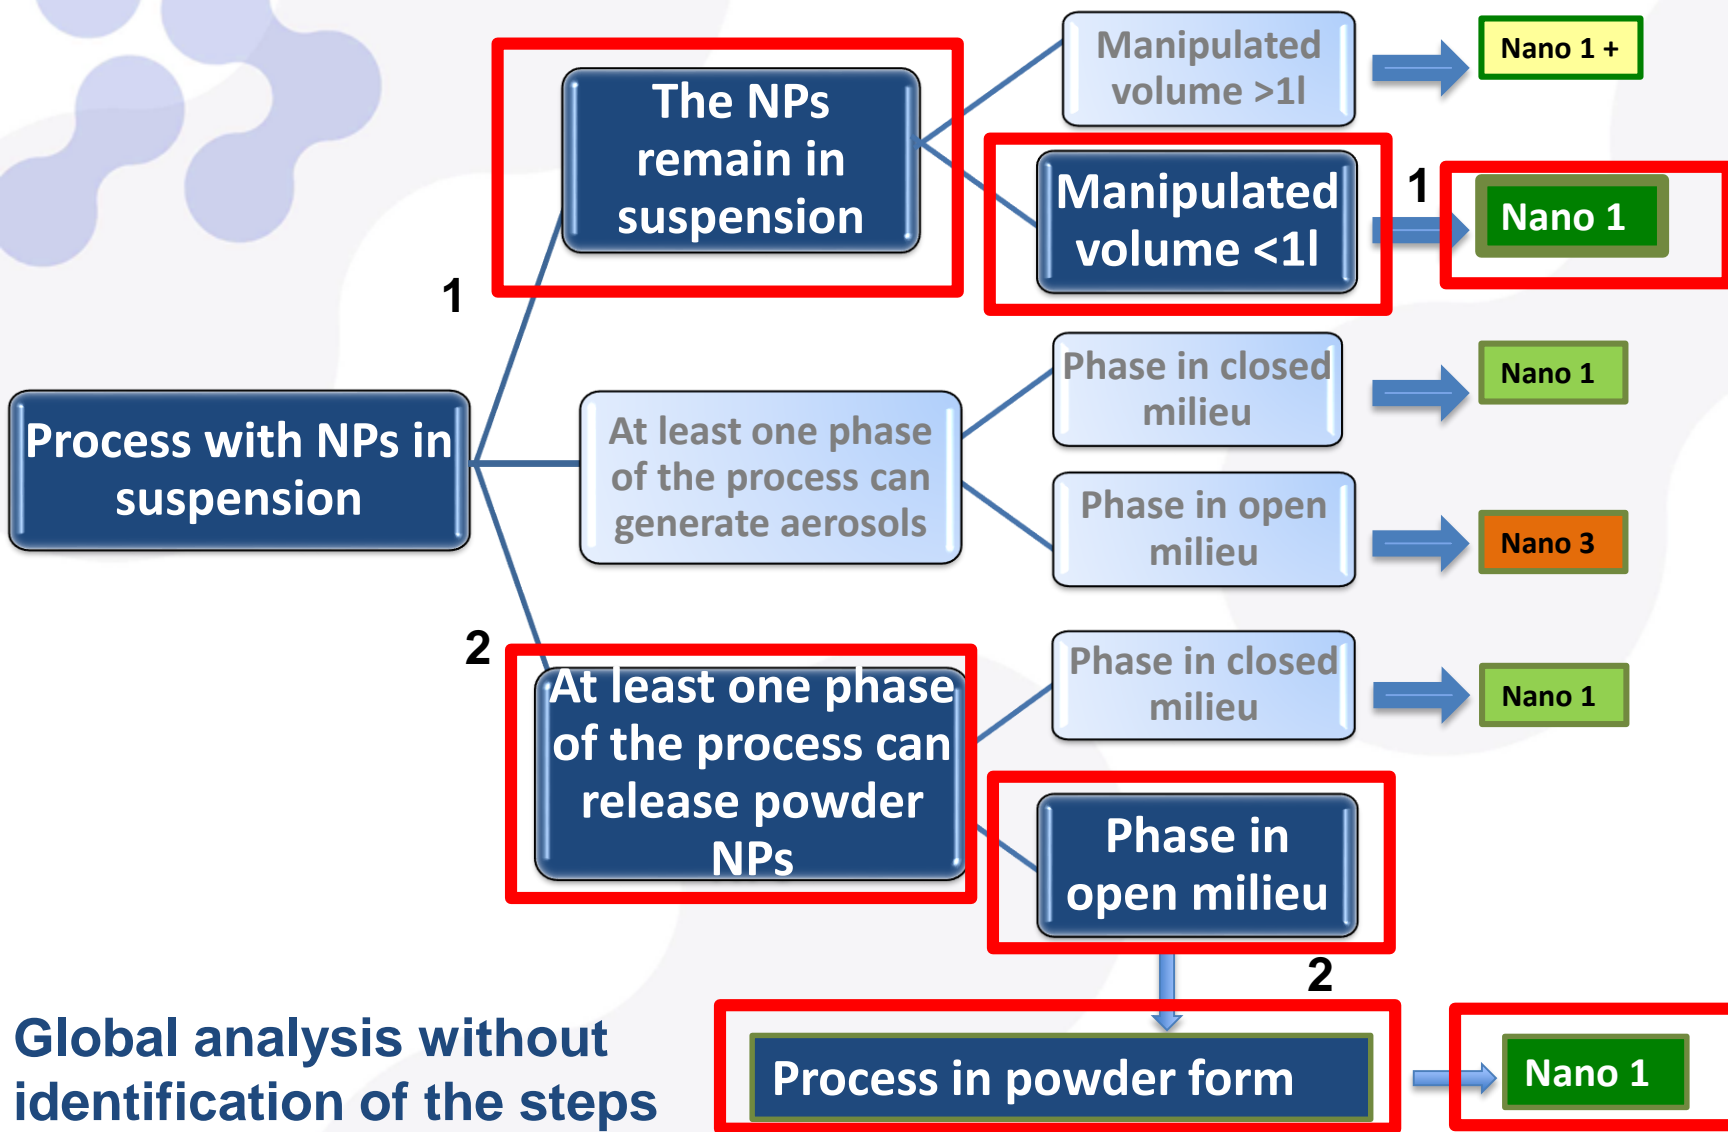 Manipulated
volume >1l
Nano 1 +
The NPs
remain in
suspension
Manipulated
volume <1l
1
Nano 1
1
Phase in closed
milieu
Nano 1
Process with NPs in
suspension
At least one phase
of the process can
generate aerosols
Phase in open
milieu
Nano 3
2
At least one phase
of the process can
release powder
NPs
Phase in closed
milieu
Nano 1
Phase in
open milieu
2
Global analysis without
identification of the steps
Process in powder form
Nano 1